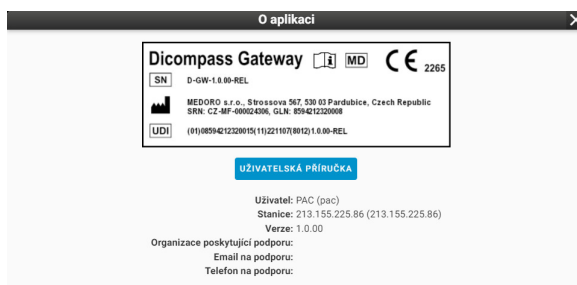 O aplikaci
Dicompass Gateway MD CE 2265
SN D-GW-1.0.00-REL
MEDORO s.r.o., Strossova 567, 530 03 Pardubice, Czech Republic
SRN: CZ-MF-000024306, GLN: 8594212320008
UDI (01)08594212320015(11)221107(8012)1.0.00-REL
UŽIVATELSKÁ PŘÍRUČKA
Uživatel: PAC (pac)
Stanice: 213.155.225.86 (213.155.225.86)
Verze: 1.0.00
Organizace poskytující podporu:
Email na podporu:
Telefon na podporu: